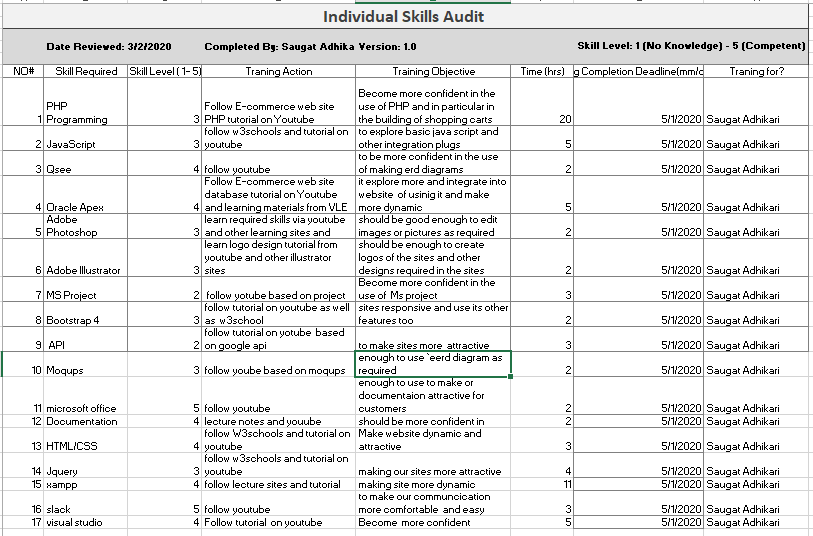 Individual Skills Audit
Date Reviewed: 3/2/2020 Completed By: Saugat Adhika Version: 1.0 Skill Level: 1 (No Knowledge) - 5 (Competent)
NO# Skill Required Skill Level ( 1- 5) Traning Action Training Objective Time (hrs) g Completion Deadline(mm/c Traning for?
Become more confident in the
PHP Follow E-commerce web site use of PHP and in particular in
1 Programming 3 PHP tutorial on Youtube the building of shopping carts 20 5/1/2020 Saugat Adhikari
follow w3schools and tutorial on to explore basic java script and
2 JavaScript 3 youtube other integration plugs 5 5/1/2020 Saugat Adhikari
to be more confident in the use
3 Qsee 4 follow youtube of making erd diagrams 2 5/1/2020 Saugat Adhikari
Follow E-commerce web site it explore more and integrate into
database tutorial on Youtube website of usinig it and make
4 Oracle Apex 4 and learning materials from VLE more dynamic 5 5/1/2020 Saugat Adhikari
Adobe learn required skills via youtube should be good enough to edit
5 Photoshop 3 and other learning sites and images or pictures as required 2 5/1/2020 Saugat Adhikari
learn logo design tutorial from should be enough to create
youtube and other illustrator logos of the sites and other
6 Adobe Illustrator 3 sites designs required in the sites 2 5/1/2020 Saugat Adhikari
Become more confident in the
7 MS Project 2 follow yotube based on project use of Ms project 3 5/1/2020 Saugat Adhikari
follow tutorial on youtube as well sites responsive and use its other
8 Bootstrap 4 3 as w3school features too 2 5/1/2020 Saugat Adhikari
follow tutorial on yotube based
9 API 2 on google api to make sites more attractive 3 5/1/2020 Saugat Adhikari
enough to use `eerd diagram as
10 Moqups 3 follow yoube based on moqups required 2 5/1/2020 Saugat Adhikari
enough to use to make or
documentaion attractive for
11 microsoft office 5 follow youtube customers 2 5/1/2020 Saugat Adhikari
12 Documentation 4 lecture notes and youube should be more confident in 2 5/1/2020 Saugat Adhikari
follow W3schools and tutorial on Make website dynamic and
13 HTML/CSS 4 youtube attractive 3 5/1/2020 Saugat Adhikari
follow w3schools and tutorial on
14 Jquery 3 youtube making our sites more attractive 4 5/1/2020 Saugat Adhikari
15 xampp 4 follow lecture sites and tutorial making site more dynamic 11 5/1/2020 Saugat Adhikari
to make our communcication
16 slack 5 follow youtube more comfortable and easy 3 5/1/2020 Saugat Adhikari
17 visual studio 4 Follow tutorial on youtube Become more confident 5 5/1/2020 Saugat Adhikari